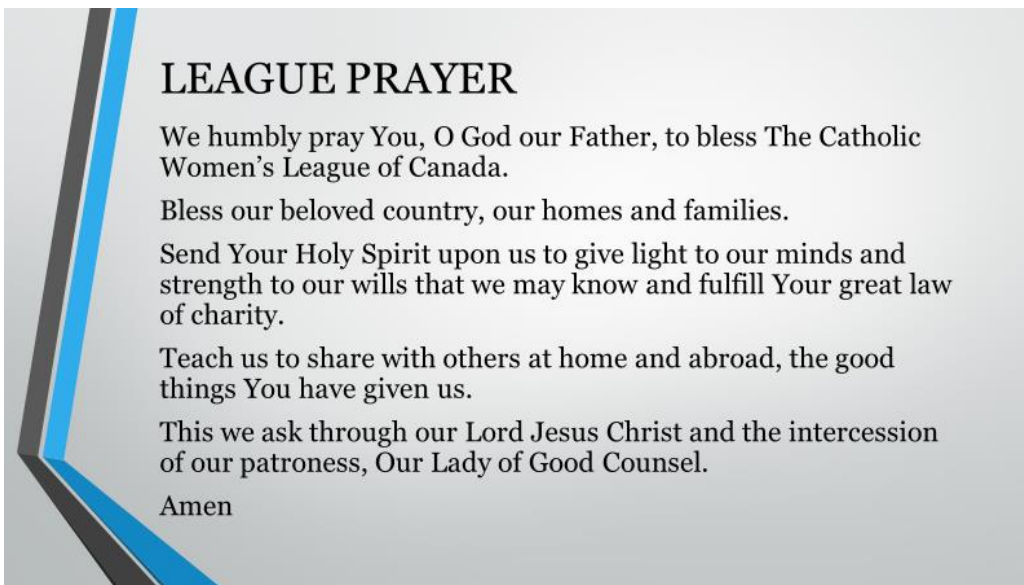 LEAGUE PRAYER
We humbly pray You, O God our Father, to bless The Catholic
Women’s League of Canada.
Bless our beloved country, our homes and families.
Send Your Holy Spirit upon us to give light to our minds and
strength to our wills that we may know and fulfill Your great law
of charity.
Teach us to share with others at home and abroad, the good
things You have given us.
This we ask through our Lord Jesus Christ and the intercession
of our patroness, Our Lady of Good Counsel.
Amen